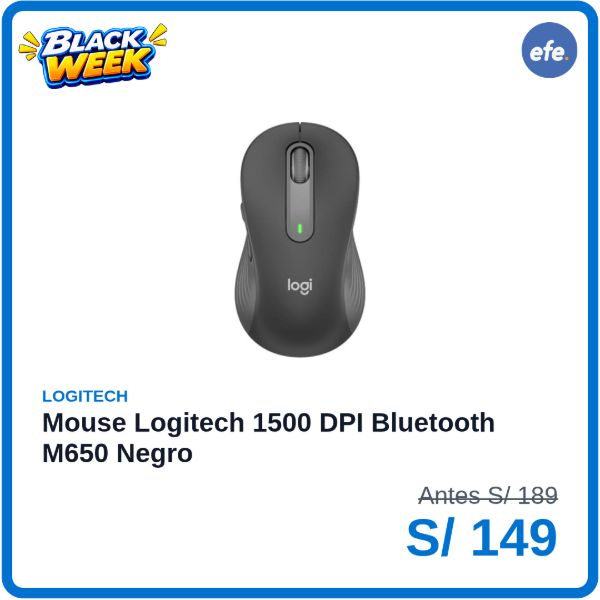 BLACK
WEEK
efe.
logi
LOGITECH
Mouse Logitech 1500 DPI Bluetooth
M650 Negro
Antes S/ 189
S/ 149